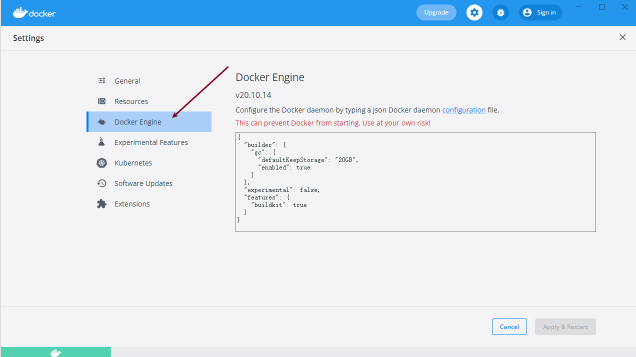 docker
Upgrade
Sign in
Settings
General
Resources
Docker Engine
Experimental Features
Kubernetes
Software Updates
Extensions
Docker Engine
v20.10.14
Configure the Docker daemon by typing a json Docker daemon configuration file.
This can prevent Docker from starting. Use at your own risk!
{
"builder": {
"gc": {
"defaultKeepStorage": "20GB",
"enabled": true
}
},
"experimental": false,
"features": {
"buildkit": true
}
}
Cancel
Apply & Restart